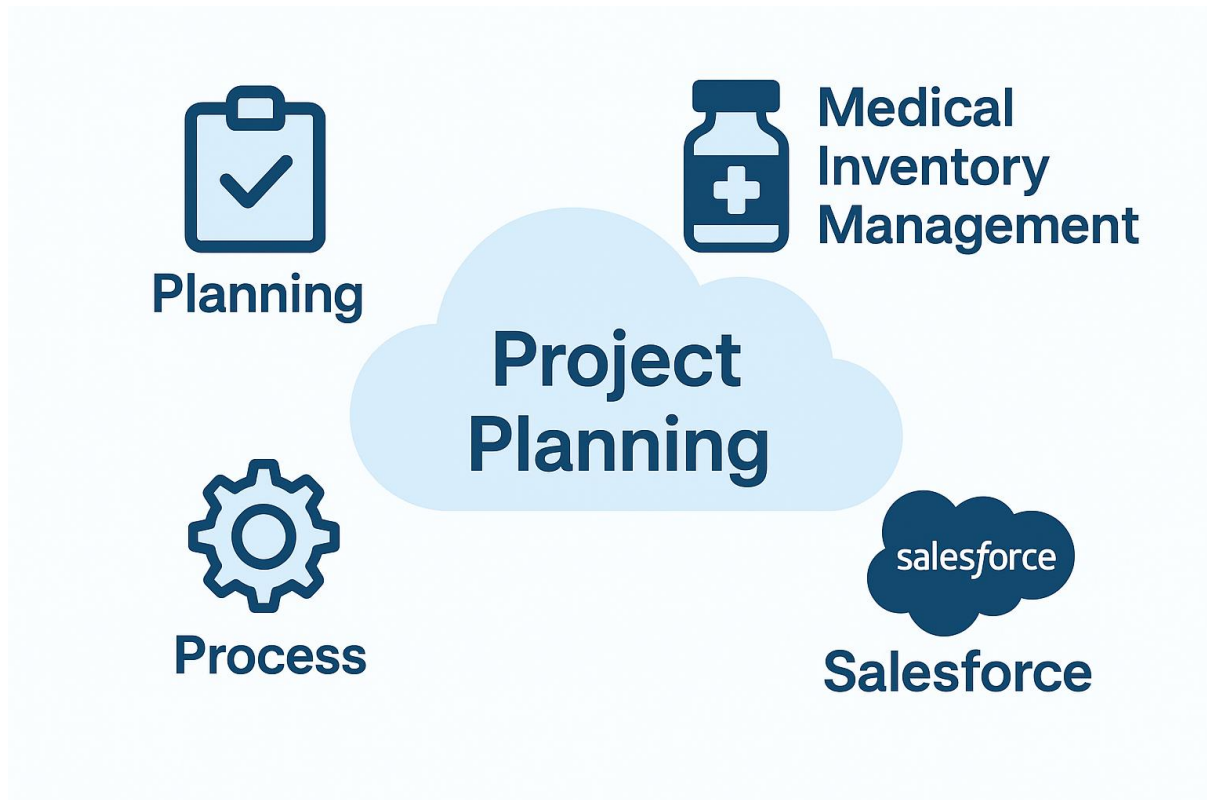 Planning
Medical
Inventory
Management
Project
Planning
Process
salesforce
Salesforce